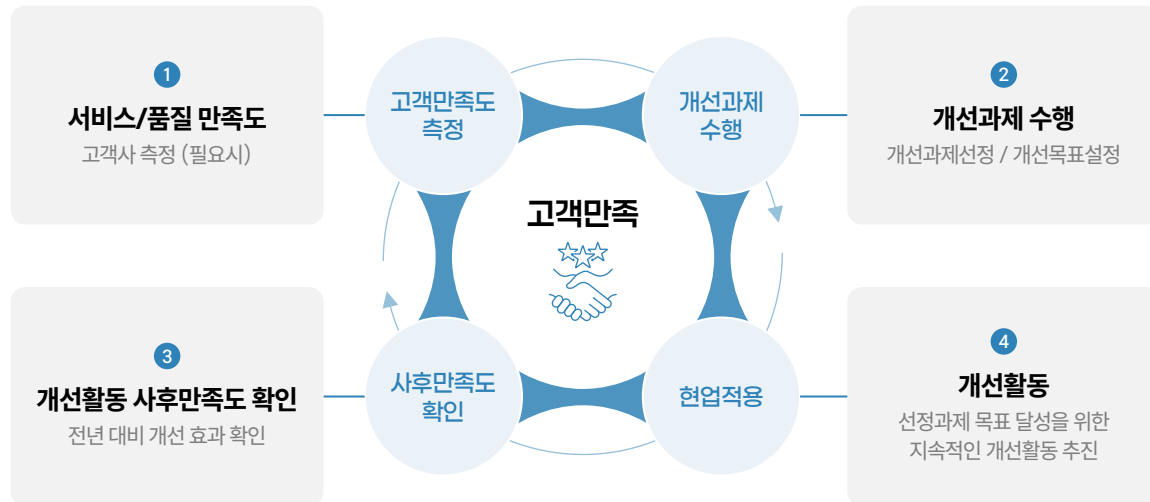 1
서비스/품질 만족도
고객사 측정 (필요시)
고객만족도
측정
개선과제
수행
2
개선과제 수행
개선과제선정 / 개선목표설정
고객만족
3
개선활동 사후만족도 확인
전년 대비 개선 효과 확인
사후만족도
확인
현업적용
4
개선활동
선정과제 목표 달성을 위한
지속적인 개선활동 추진